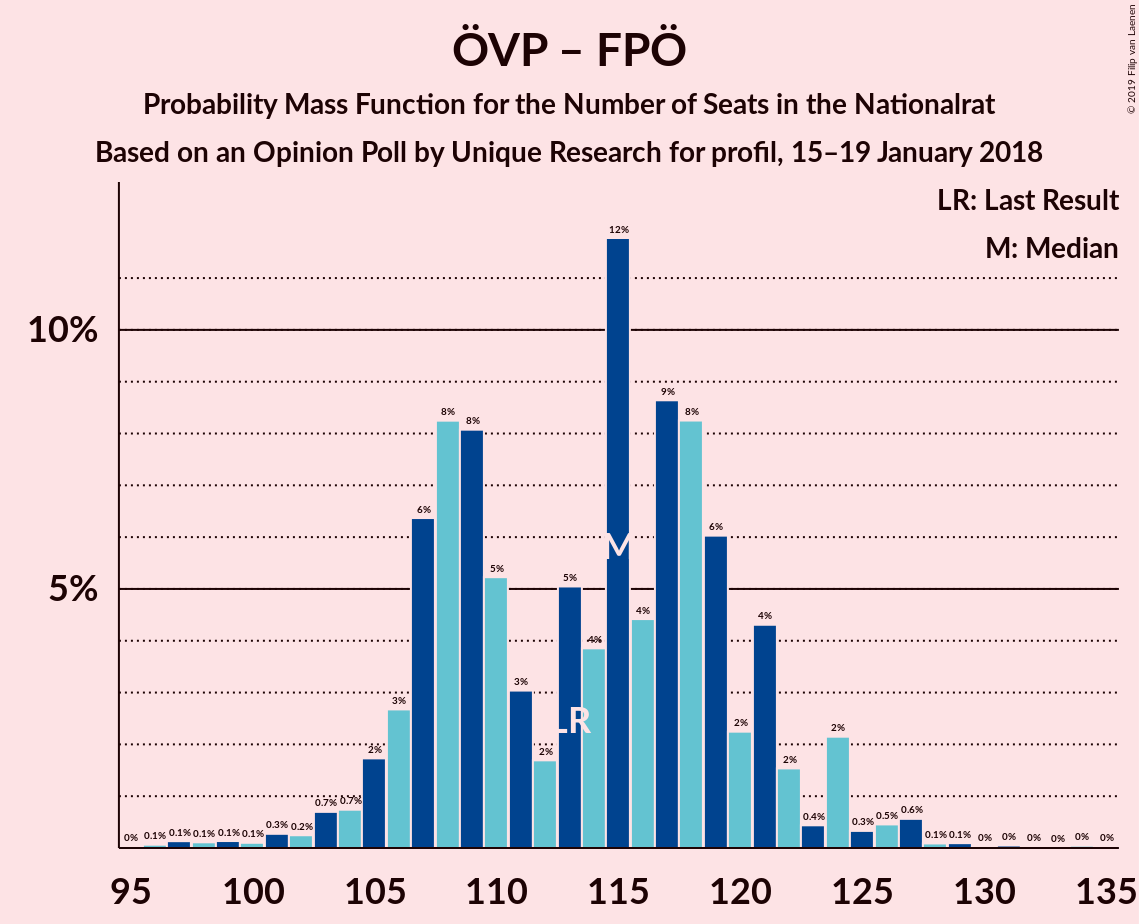 © 2019 Filip van Laenen
ÖVP – FPÖ
Probability Mass Function for the Number of Seats in the Nationalrat
Based on an Opinion Poll by Unique Research for profil, 15–19 January 2018
LR: Last Result
M: Median
10%
5%
0% 0.1% 0.1% 0.1% 0.1% 0.1% 0.3% 0.2% 0.7% 0.7% 2% 3% 6% 8% 8% 5% 3% 2% 5% 4% 12% 4% 9% 8% 6% 2% 4% 2% 0.4% 2% 0.3% 0.5% 0.6% 0.1% 0.1% 0% 0% 0% 0% 0% 0%
M
LR
95 100 105 110 115 120 125 130 135